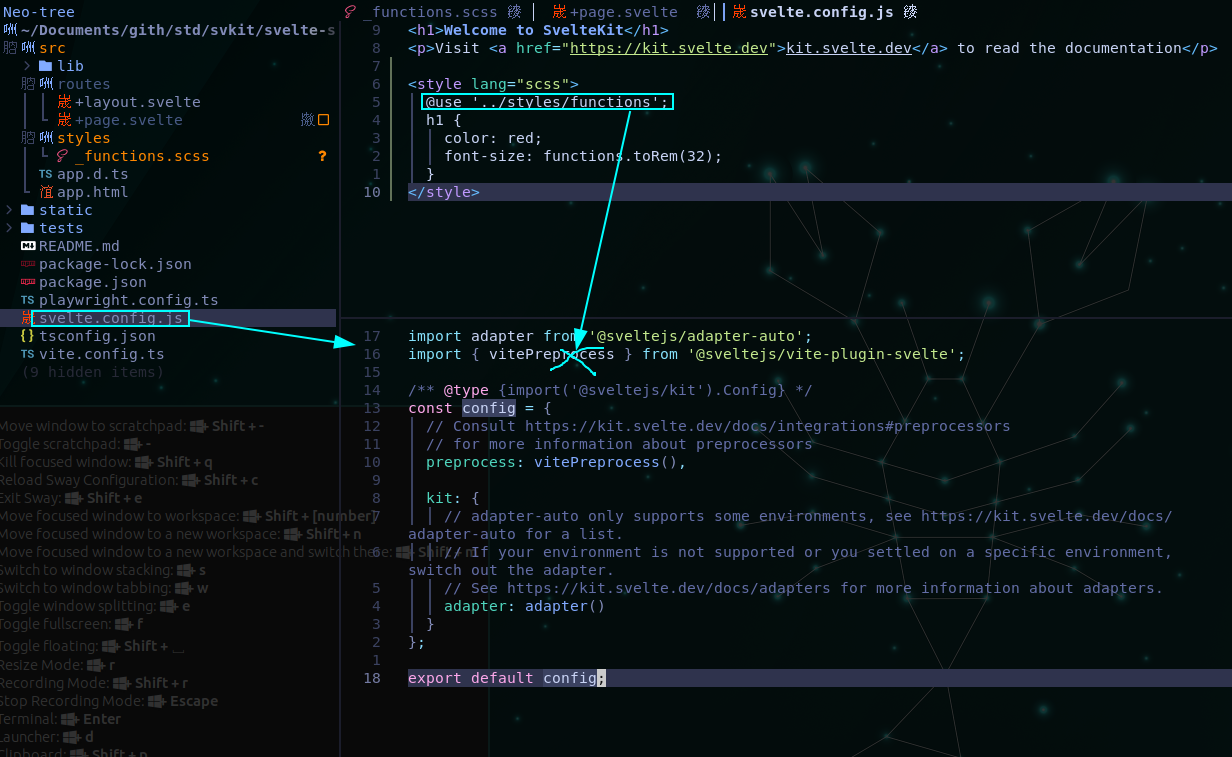 Neo-tree
~/Documents/gith/std/svkit/svelte-s
src
lib
routes
+layout.svelte
+page.svelte
styles
_functions.scss ?
TS app.d.ts
app.html
static
tests
README.md
package-lock.json
package.json
TS playwright.config.ts
svelte.config.js
{} tsconfig.json
TS vite.config.ts
(9 hidden items)
Move window to scratchpad: + Shift + -
Toggle scratchpad: + -
Kill focused window: + Shift + q
Reload Sway Configuration: + Shift + c
Exit Sway: + Shift + e
Move focused window to workspace: + Shift + [number]
Move focused window to a new workspace: + Shift + n
Move focused window to a new workspace and switch there: + Shift + m
Switch to window stacking: + s
Switch to window tabbing: + w
Toggle window splitting: + e
Toggle fullscreen: + f
Toggle floating: + Shift + ⎵
Resize Mode: + r
Recording Mode: + Shift + r
Stop Recording Mode: + Escape
Terminal: + Enter
Launcher: + d
Clipboard: + Shift + p
_functions.scss | +page.svelte || svelte.config.js
9 <h1>Welcome to SvelteKit</h1>
8 <p>Visit <a href="https://kit.svelte.dev">kit.svelte.dev</a> to read the documentation</p>
7
6 <style lang="scss">
5 @use '../styles/functions';
4 h1 {
3 color: red;
2 font-size: functions.toRem(32);
1 }
10 </style>
17 import adapter from '@sveltejs/adapter-auto';
16 import { vitePreprocess } from '@sveltejs/vite-plugin-svelte';
15
14 /** @type {import('@sveltejs/kit').Config} */
13 const config = {
12 // Consult https://kit.svelte.dev/docs/integrations#preprocessors
11 // for more information about preprocessors
10 preprocess: vitePreprocess(),
9
8 kit: {
7 // adapter-auto only supports some environments, see https://kit.svelte.dev/docs/
adapter-auto for a list.
6 // If your environment is not supported or you settled on a specific environment,
switch out the adapter.
5 // See https://kit.svelte.dev/docs/adapters for more information about adapters.
4 adapter: adapter()
3 }
2 };
1
18 export default config;